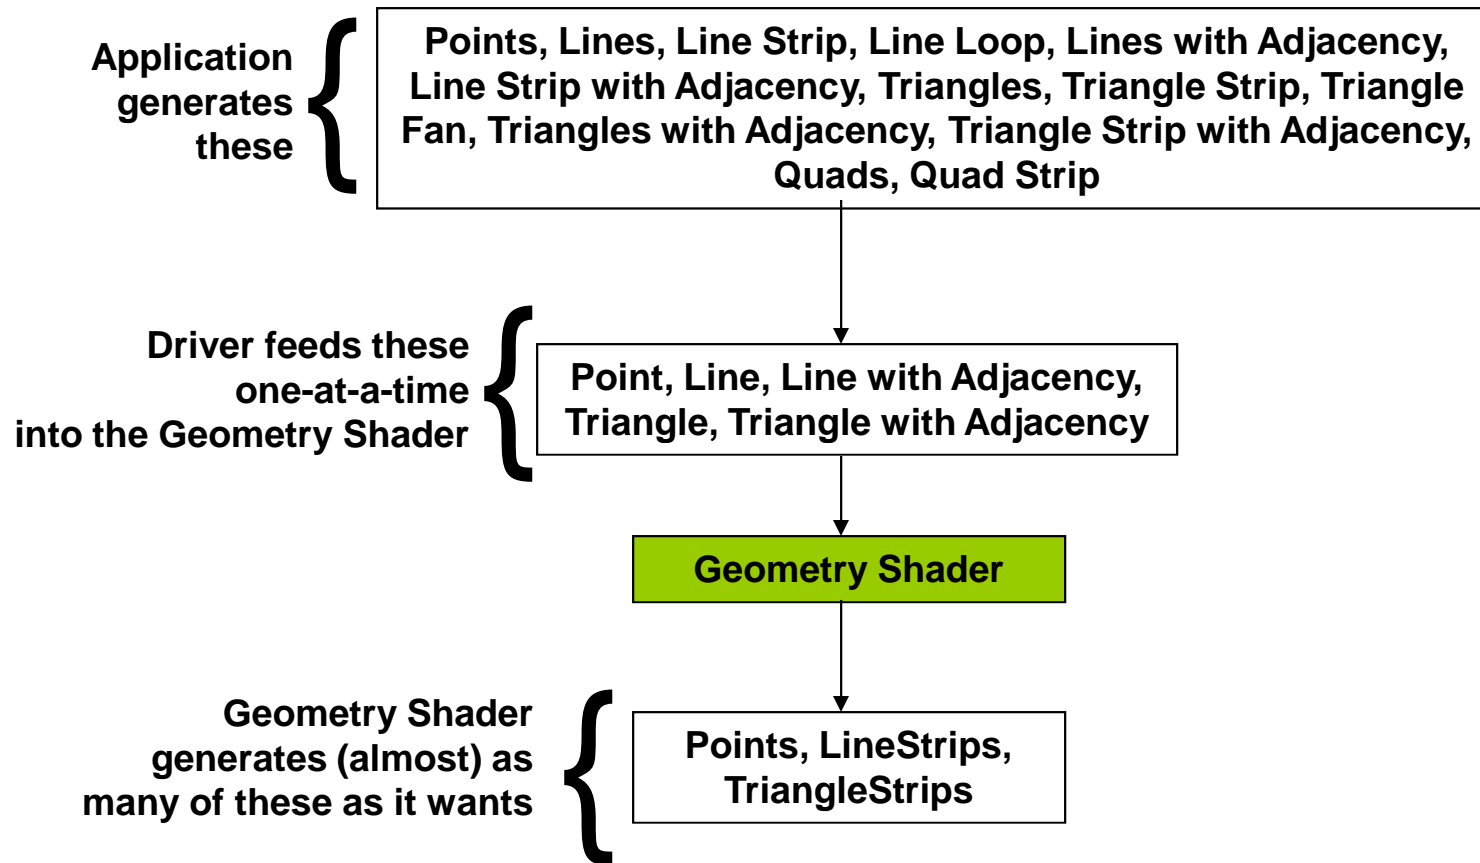 Application
generates
these
Points, Lines, Line Strip, Line Loop, Lines with Adjacency,
Line Strip with Adjacency, Triangles, Triangle Strip, Triangle
Fan, Triangles with Adjacency, Triangle Strip with Adjacency,
Quads, Quad Strip
Driver feeds these
one-at-a-time
into the Geometry Shader
Point, Line, Line with Adjacency,
Triangle, Triangle with Adjacency
Geometry Shader
Geometry Shader
generates (almost) as
many of these as it wants
Points, LineStrips,
TriangleStrips